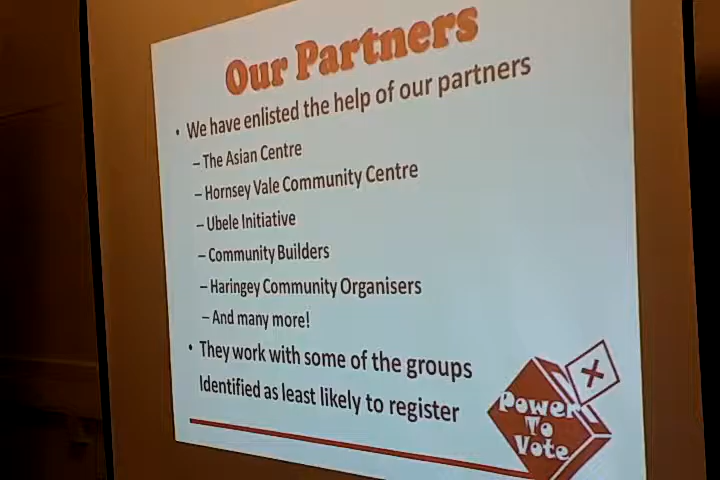 Our Partners
• We have enlisted the help of our partners
– The Asian Centre
– Hornsey Vale Community Centre
– Ubele Initiative
– Community Builders
– Haringey Community Organisers
– And many more!
• They work with some of the groups
Identified as least likely to register
Power
To
Vote